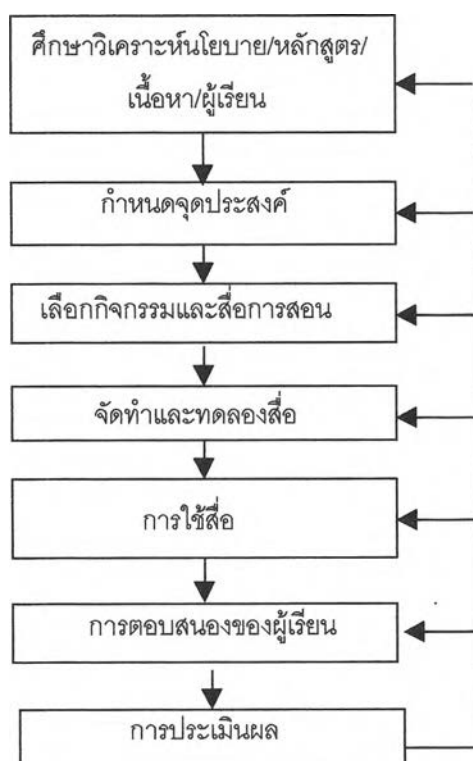 ศึกษาวิเคราะห์นโยบาย/หลักสูตร/
เนื้อหา/ผู้เรียน
กำหนดจุดประสงค์
เลือกกิจกรรมและสื่อการสอน
จัดทำและทดลองสื่อ
การใช้สื่อ
การตอบสนองของผู้เรียน
การประเมินผล